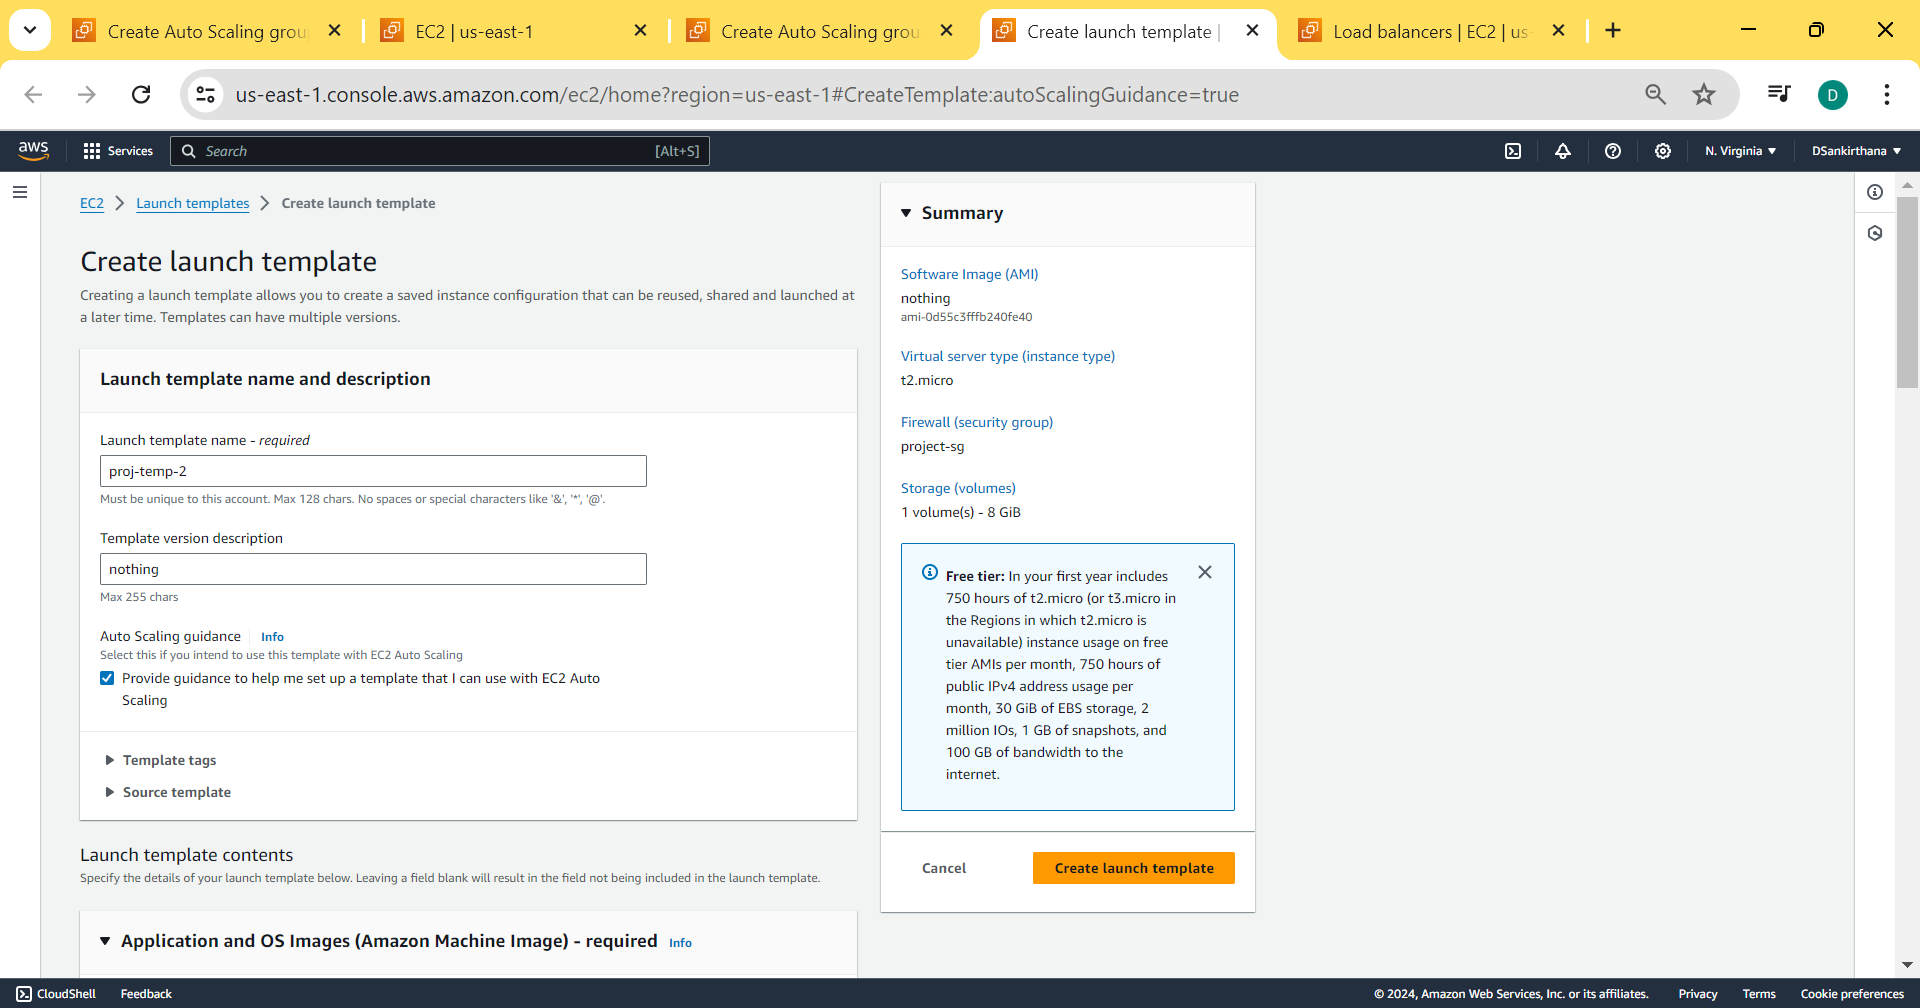 Create Auto Scaling grou
EC2 | us-east-1
Create Auto Scaling grou
Create launch template |
Load balancers | EC2 | us-
us-east-1.console.aws.amazon.com/ec2/home?region=us-east-1#CreateTemplate:autoScalingGuidance=true
D
aws
Services
Search
[Alt+S]
N. Virginia
DSankirthana
EC2
Launch templates
Create launch template
Create launch template
Creating a launch template allows you to create a saved instance configuration that can be reused, shared and launched at
a later time. Templates can have multiple versions.
Launch template name and description
Launch template name - required
proj-temp-2
Must be unique to this account. Max 128 chars. No spaces or special characters like '&', '*', '@'.
Template version description
nothing
Max 255 chars
Auto Scaling guidance
Info
Select this if you intend to use this template with EC2 Auto Scaling
Provide guidance to help me set up a template that I can use with EC2 Auto
Scaling
Template tags
Source template
Launch template contents
Specify the details of your launch template below. Leaving a field blank will result in the field not being included in the launch template.
Application and OS Images (Amazon Machine Image) - required
Info
Summary
Software Image (AMI)
nothing
ami-0d55c3fffb240fe40
Virtual server type (instance type)
t2.micro
Firewall (security group)
project-sg
Storage (volumes)
1 volume(s) - 8 GiB
Free tier: In your first year includes
750 hours of t2.micro (or t3.micro in
the Regions in which t2.micro is
unavailable) instance usage on free
tier AMIs per month, 750 hours of
public IPv4 address usage per
month, 30 GiB of EBS storage, 2
million IOs, 1 GB of snapshots, and
100 GB of bandwidth to the
internet.
Cancel
Create launch template
CloudShell
Feedback
© 2024, Amazon Web Services, Inc. or its affiliates.
Privacy
Terms
Cookie preferences